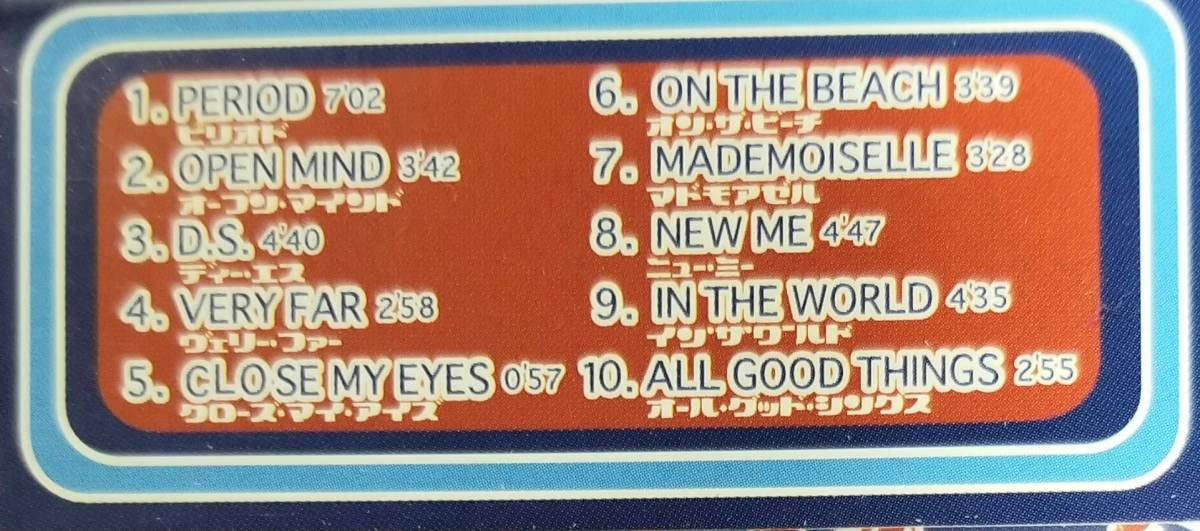 1. PERIOD 7'02
ピリオド
2. OPEN MIND 3'42
オープン・マインド
3. D.S. 4'40
ディー・エス
4. VERY FAR 2'58
ヴェリー・ファー
5. CLOSE MY EYES 0'57
クローズ・マイ・アイズ
6. ON THE BEACH 3'39
オン・ザ・ビーチ
7. MADEMOISELLE 3'28
マドモアゼル
8. NEW ME 4'47
ニュー・ミー
9. IN THE WORLD 4'35
イン・ザ・ワールド
10. ALL GOOD THINGS 2'55
オール・グッド・シングス